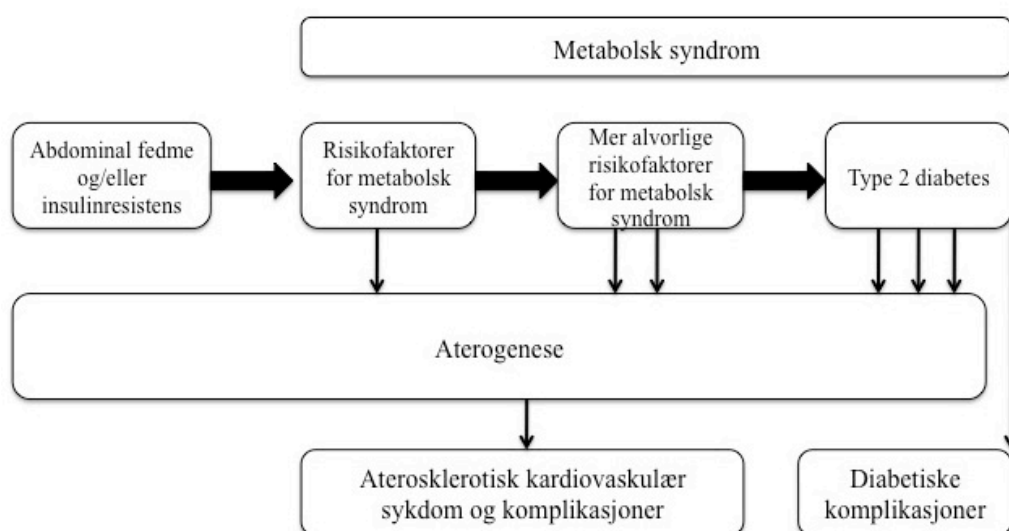 Metabolsk syndrom
Abdominal fedme
og/eller
insulinresistens
Risikofaktorer
for metabolsk
syndrom
Mer alvorlige
risikofaktorer
for metabolsk
syndrom
Type 2 diabetes
Aterogenese
Aterosklerotisk kardiovaskulær
sykdom og komplikasjoner
Diabetiske
komplikasjoner